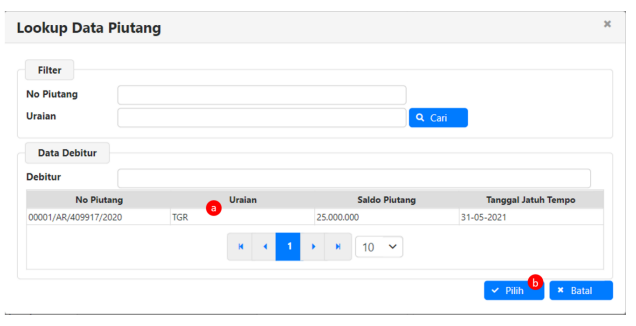 Lookup Data Piutang ×
Filter
No Piutang
Uraian Cari
Data Debitur
Debitur
No Piutang Uraian Saldo Piutang Tanggal Jatuh Tempo
a
00001/AR/409917/2020 TGR 25.000.000 31-05-2021
1 10
b
Pilih Batal